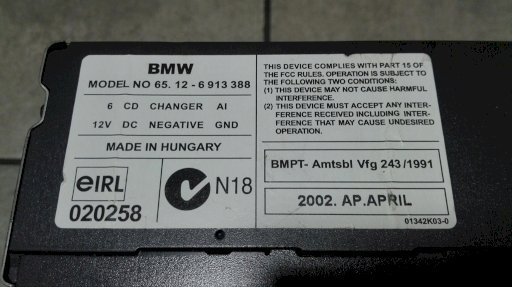 BMW
MODEL NO 65. 12 - 6 913 388
6 CD CHANGER AI
12V DC NEGATIVE GND
MADE IN HUNGARY
eIRL
020258
N18
THIS DEVICE COMPLIES WITH PART 15 OF
THE FCC RULES. OPERATION IS SUBJECT TO
THE FOLLOWING TWO CONDITIONS:
(1) THIS DEVICE MAY NOT CAUSE HARMFUL
INTERFERENCE.
(2) THIS DEVICE MUST ACCEPT ANY INTER-
FERENCE RECEIVED INCLUDING INTER-
FERENCE THAT MAY CAUSE UNDESIRED
OPERATION.
BMPT- Amtsbl Vfg 243/1991
2002. AP.APRIL
01342K03-0